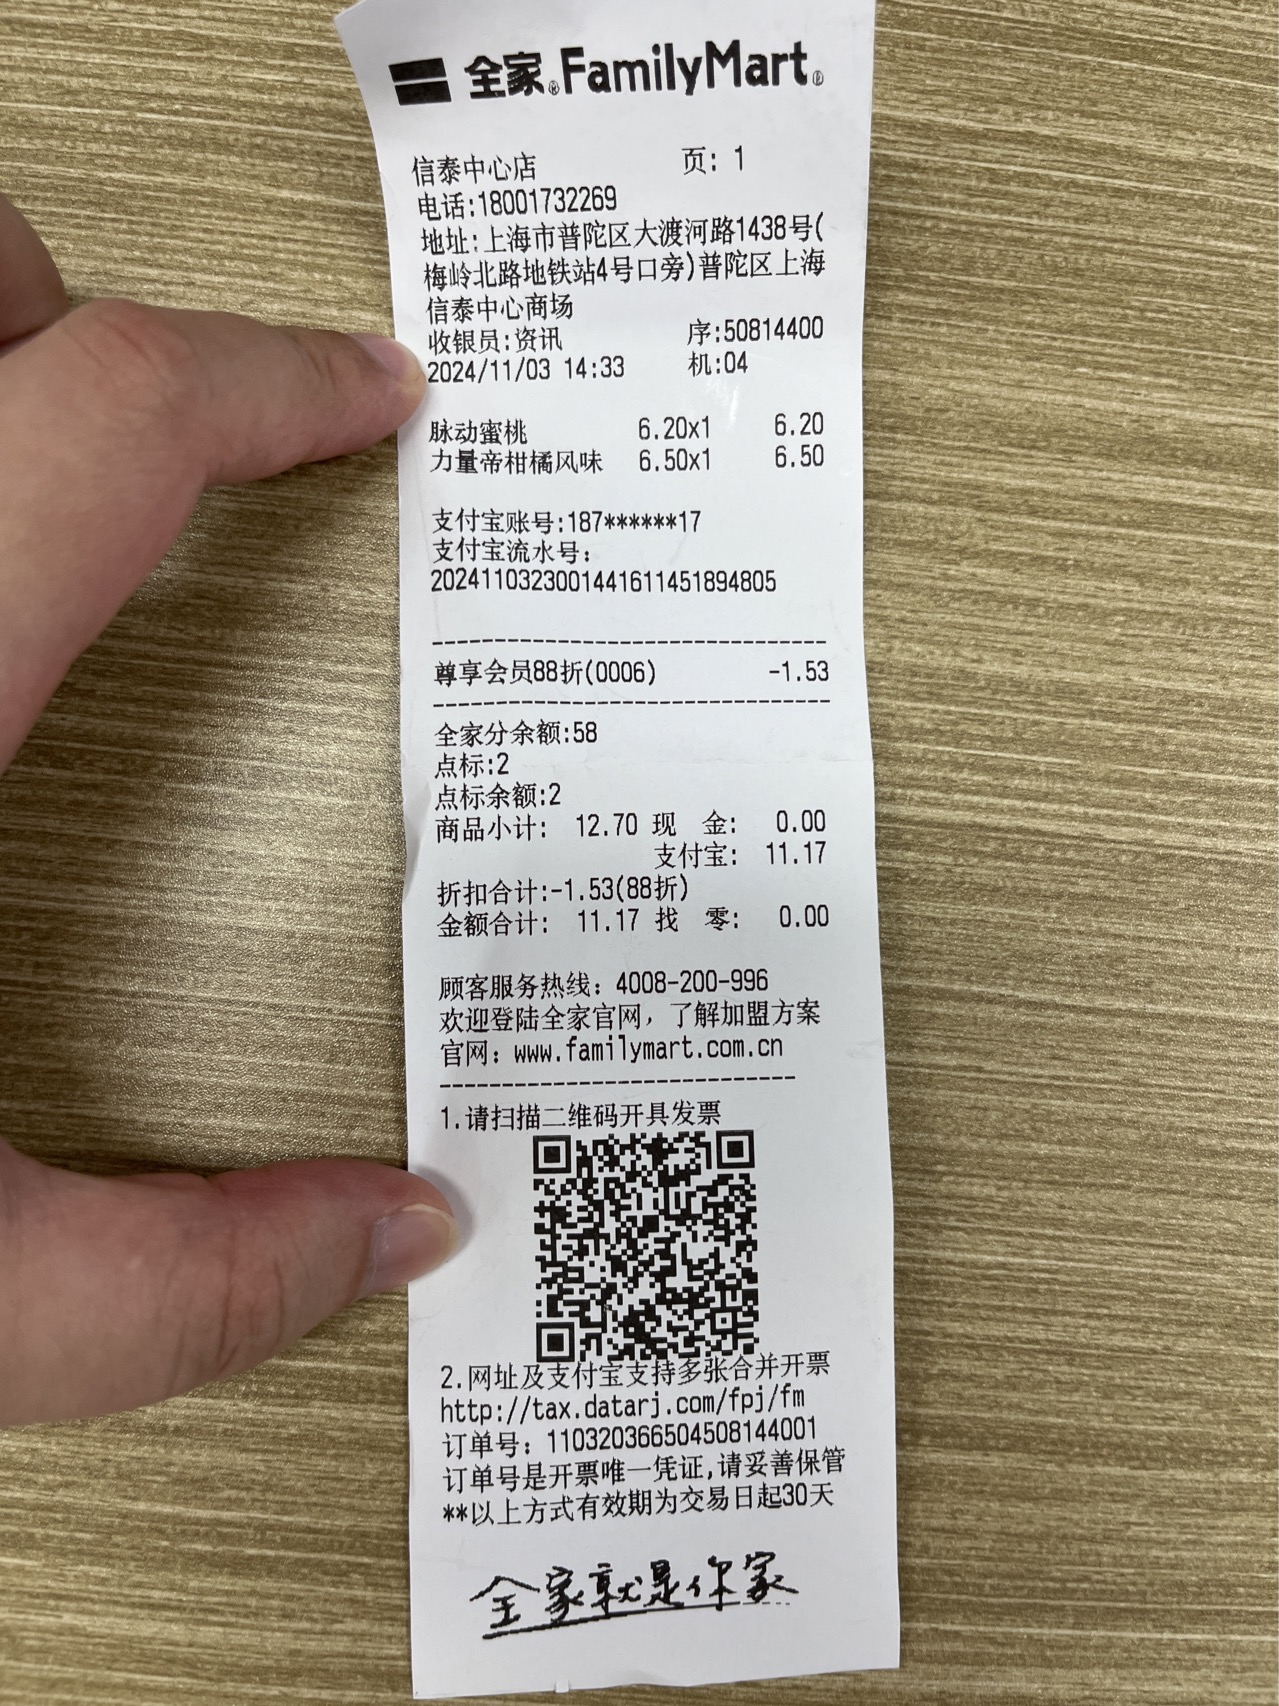 全家® FamilyMart®
信泰中心店 页: 1
电话:18001732269
地址:上海市普陀区大渡河路1438号(
梅岭北路地铁站4号口旁)普陀区上海
信泰中心商场
收银员:资讯 序:50814400
2024/11/03 14:33 机:04
脉动蜜桃 6.20x1 6.20
力量帝柑橘风味 6.50x1 6.50
支付宝账号:187******17
支付宝流水号:
2024110323001441611451894805
--------------------------------
尊享会员88折(0006) -1.53
--------------------------------
全家分余额:58
点标:2
点标余额:2
商品小计: 12.70 现 金: 0.00
支付宝: 11.17
折扣合计:-1.53(88折)
金额合计: 11.17 找 零: 0.00
顾客服务热线：4008-200-996
欢迎登陆全家官网，了解加盟方案
官网：www.familymart.com.cn
-----------------------------
1.请扫描二维码开具发票
2.网址及支付宝支持多张合并开票
http://tax.datarj.com/fpj/fm
订单号：110320366504508144001
订单号是开票唯一凭证,请妥善保管
**以上方式有效期为交易日起30天
全家就是你家